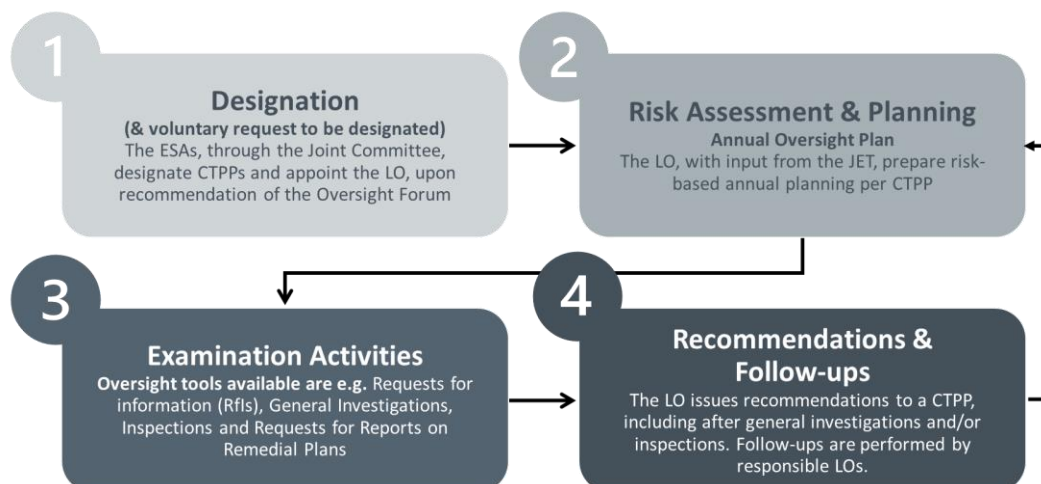 1
Designation
(& voluntary request to be designated)
The ESAs, through the Joint Committee,
designate CTPPs and appoint the LO, upon
recommendation of the Oversight Forum
2
Risk Assessment & Planning
Annual Oversight Plan
The LO, with input from the JET, prepare risk-
based annual planning per CTPP
3
Examination Activities
Oversight tools available are e.g. Requests for
information (RfIs), General Investigations,
Inspections and Requests for Reports on
Remedial Plans
4
Recommendations &
Follow-ups
The LO issues recommendations to a CTPP,
including after general investigations and/or
inspections. Follow-ups are performed by
responsible LOs.